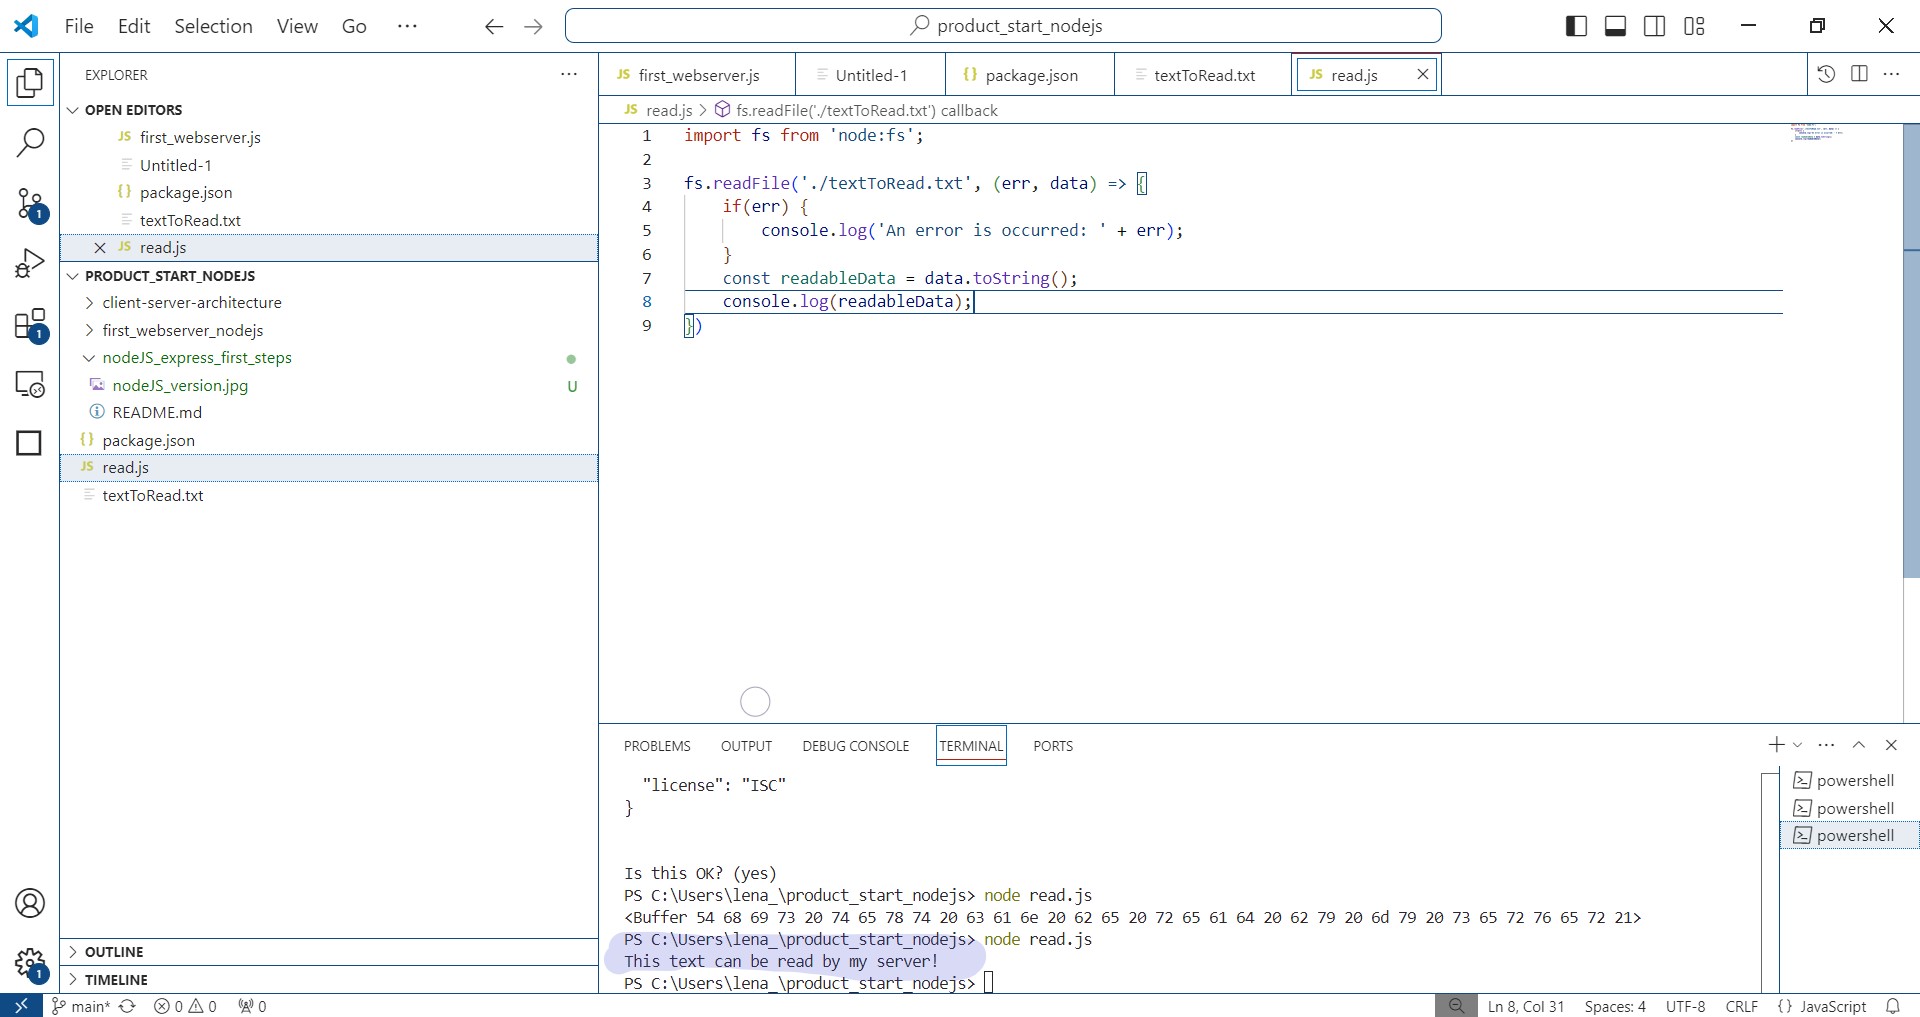 File Edit Selection View Go ··· product_start_nodejs
EXPLORER ···
OPEN EDITORS
JS first_webserver.js
Untitled-1
{} package.json
textToRead.txt
JS read.js
PRODUCT_START_NODEJS
client-server-architecture
first_webserver_nodejs
nodeJS_express_first_steps
nodeJS_version.jpg U
README.md
{} package.json
JS read.js
textToRead.txt
OUTLINE
TIMELINE
1
1
1
JS first_webserver.js Untitled-1 {} package.json textToRead.txt JS read.js
JS read.js > fs.readFile('./textToRead.txt') callback
1 import fs from 'node:fs';
2
3 fs.readFile('./textToRead.txt', (err, data) => {
4 if(err) {
5 console.log('An error is occurred: ' + err);
6 }
7 const readableData = data.toString();
8 console.log(readableData);
9 })
PROBLEMS OUTPUT DEBUG CONSOLE TERMINAL PORTS
"license": "ISC"
}
Is this OK? (yes)
PS C:\Users\lena_\product_start_nodejs> node read.js
<Buffer 54 68 69 73 20 74 65 78 74 20 63 61 6e 20 62 65 20 72 65 61 64 20 62 79 20 6d 79 20 73 65 72 76 65 72 21>
PS C:\Users\lena_\product_start_nodejs> node read.js
This text can be read by my server!
PS C:\Users\lena_\product_start_nodejs>
powershell
powershell
powershell
main* 0 0 0 Ln 8, Col 31 Spaces: 4 UTF-8 CRLF {} JavaScript